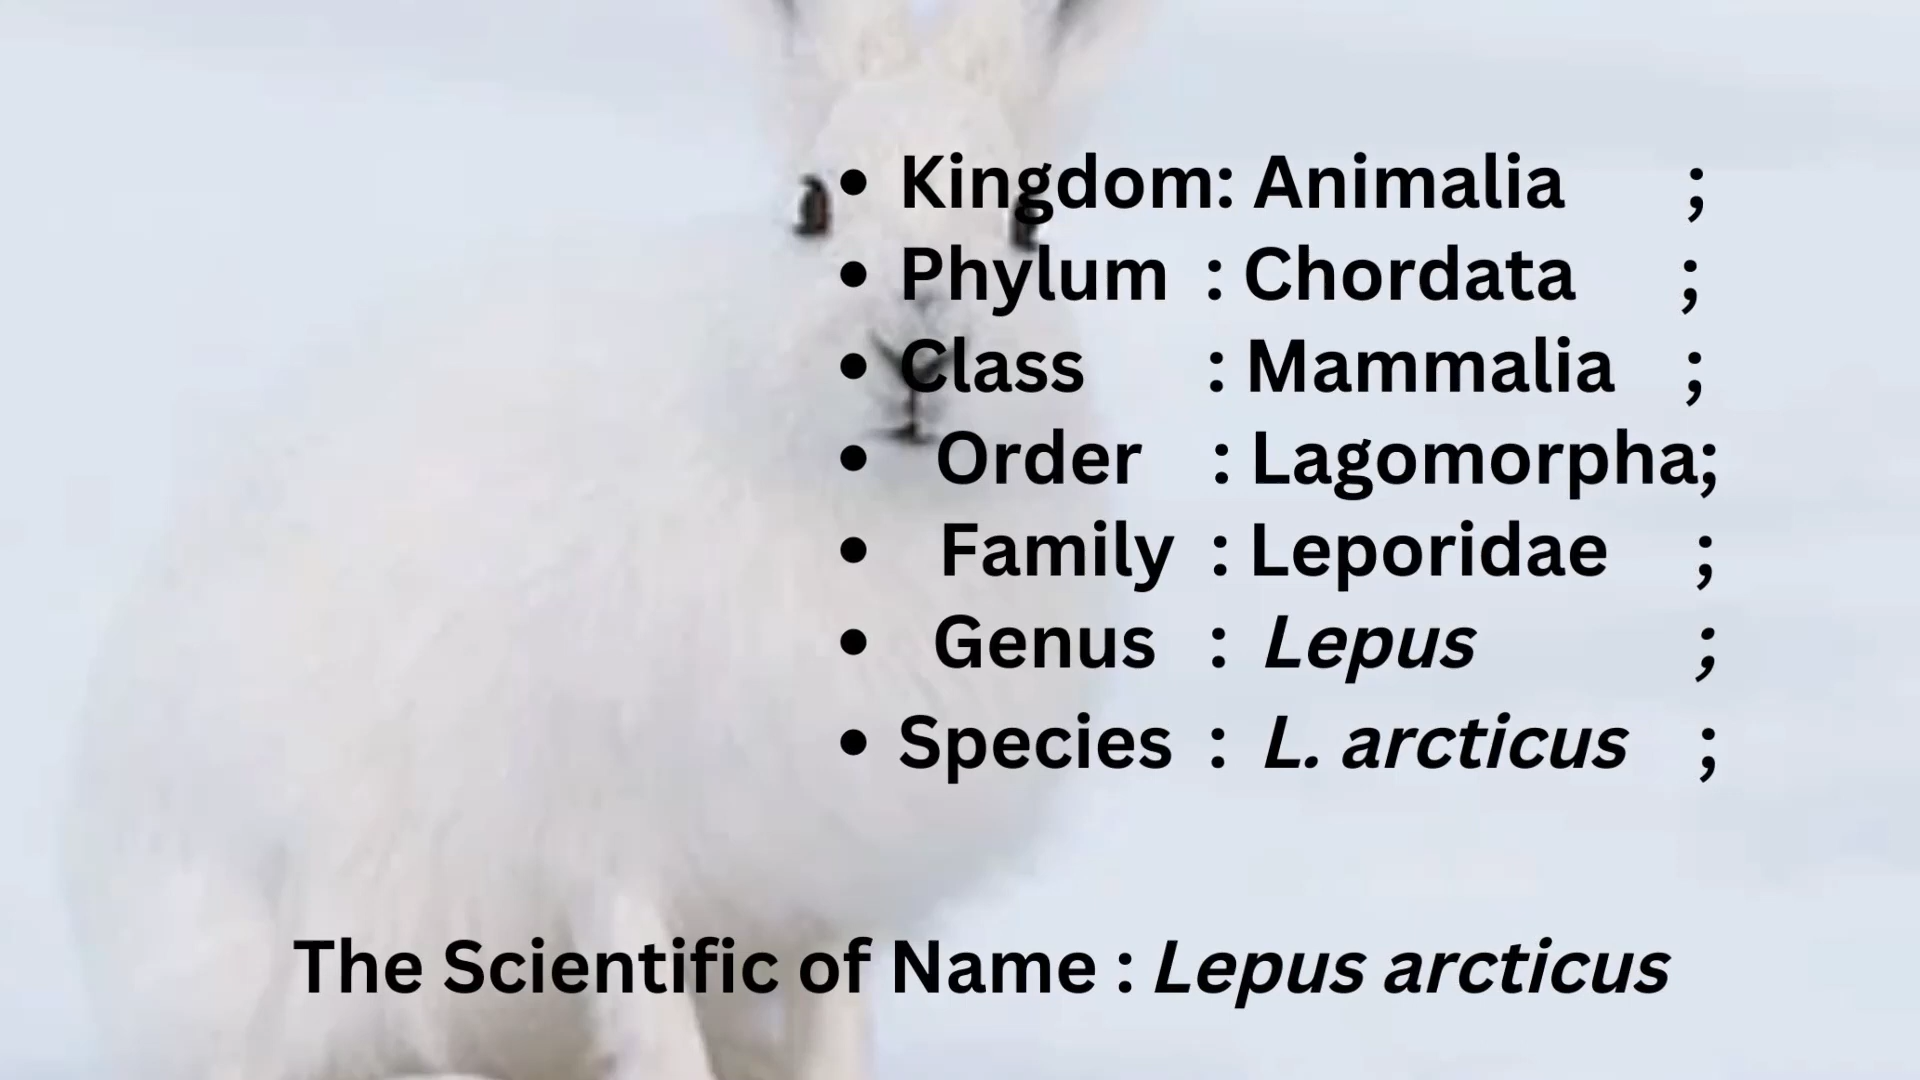 • Kingdom: Animalia ;
• Phylum : Chordata ;
• Class : Mammalia ;
• Order : Lagomorpha;
• Family : Leporidae ;
• Genus : Lepus ;
• Species : L. arcticus ;
The Scientific of Name : Lepus arcticus